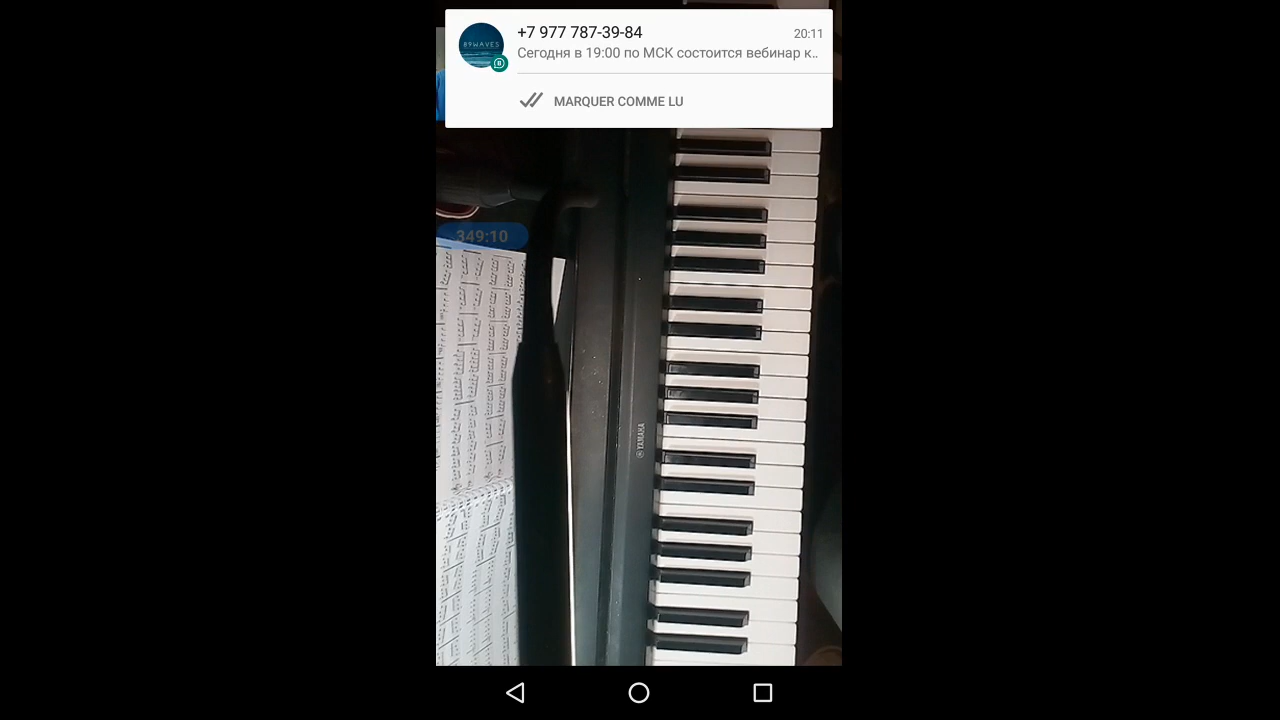 +7 977 787-39-84
20:11
Сегодня в 19:00 по МСК состоится вебинар к..
89WAVES
MARQUER COMME LU
349:10
YAMAHA